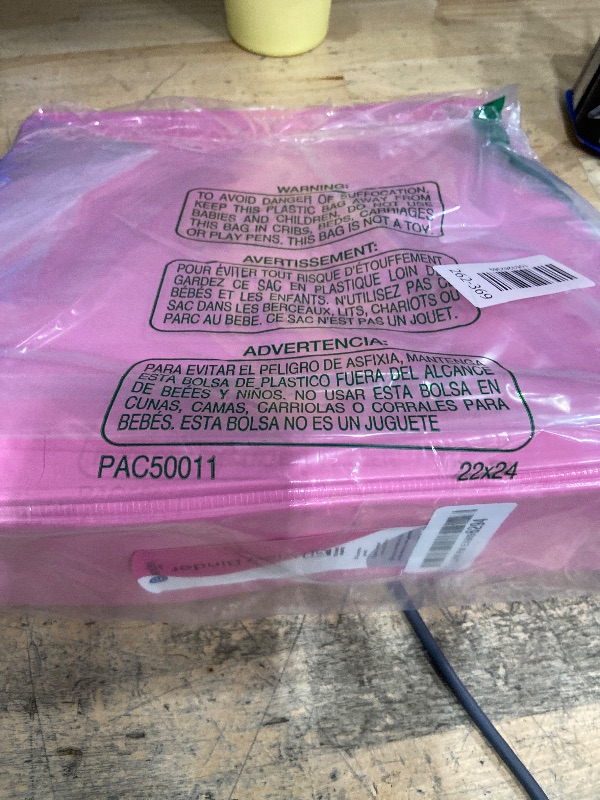 WARNING:
TO AVOID DANGER OF SUFFOCATION,
KEEP THIS PLASTIC BAG AWAY FROM
BABIES AND CHILDREN. DO NOT USE
THIS BAG IN CRIBS, BEDS, CARRIAGES
OR PLAY PENS. THIS BAG IS NOT A TOY
AVERTISSEMENT:
POUR ÉVITER TOUT RISQUE D'ÉTOUFFEMENT,
GARDEZ CE SAC EN PLASTIQUE LOIN
BÉBÉS ET LES ENFANTS. N'UTILISEZ PAS
SAC DANS LES BERCEAUX, LITS, CHARIOTS OU
PARC AU BEBE. CE SAC N'EST PAS UN JOUET.
262-369
ADVERTENCIA:
PARA EVITAR EL PELIGRO DE ASFIXIA, MANTENGA
ESTA BOLSA DE PLASTICO FUERA DEL ALCANCE
DE BEÉES Y NIÑOS. NO USAR ESTA BOLSA EN
CUNAS, CAMAS, CARRIOLAS O CORRALES PARA
BEBÉS. ESTA BOLSA NO ES UN JUGUETE
PAC50011
22x24
binder